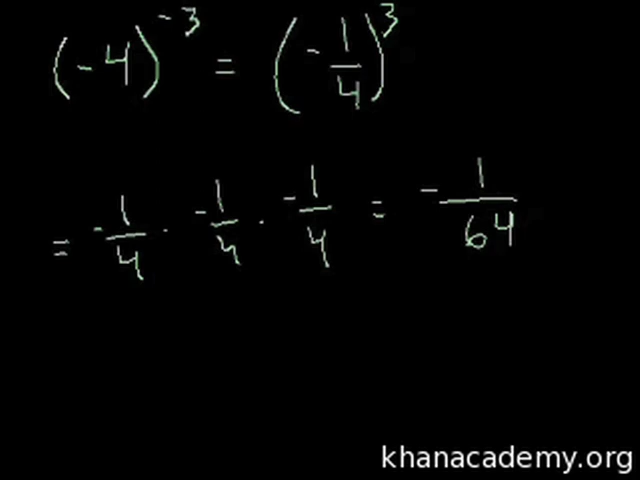 (-4)^-3 = (-1/4)^3
= -1/4 · -1/4 · -1/4 = -1/64
khanacademy.org